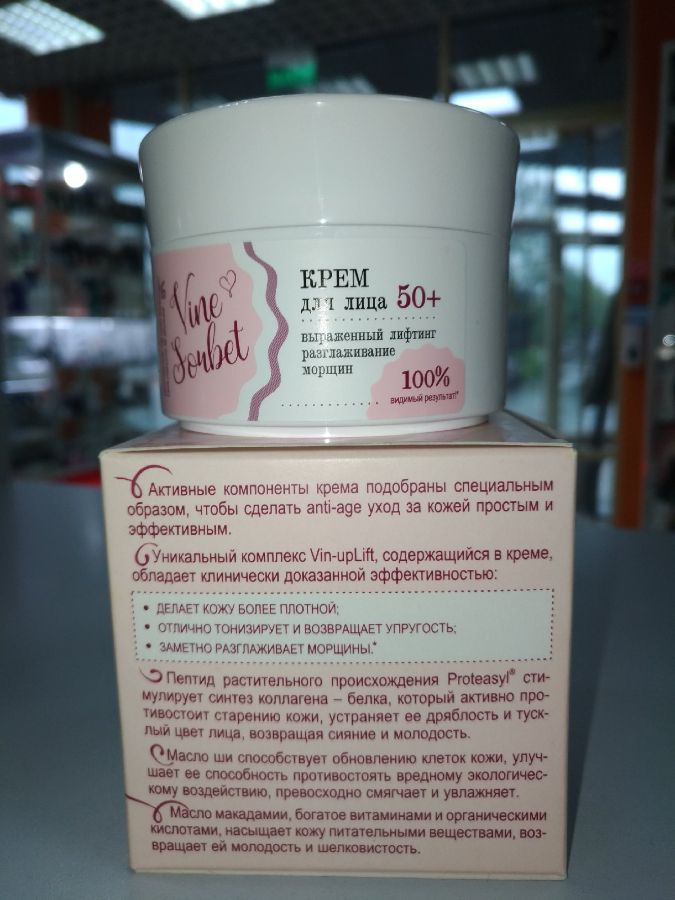 Vine
Sorbet
КРЕМ
для лица 50+
выраженный лифтинг
разглаживание
морщин
100%
видимый результат!*
Активные компоненты крема подобраны специальным
образом, чтобы сделать anti-age уход за кожей простым и
эффективным.
Уникальный комплекс Vin-upLift, содержащийся в креме,
обладает клинически доказанной эффективностью:
• ДЕЛАЕТ КОЖУ БОЛЕЕ ПЛОТНОЙ;
• ОТЛИЧНО ТОНИЗИРУЕТ И ВОЗВРАЩАЕТ УПРУГОСТЬ;
• ЗАМЕТНО РАЗГЛАЖИВАЕТ МОРЩИНЫ.*
Пептид растительного происхождения Proteasyl® сти-
мулирует синтез коллагена – белка, который активно про-
тивостоит старению кожи, устраняет ее дряблость и туск-
лый цвет лица, возвращая сияние и молодость.
Масло ши способствует обновлению клеток кожи, улуч-
шает ее способность противостоять вредному экологичес-
кому воздействию, превосходно смягчает и увлажняет.
Масло макадамии, богатое витаминами и органическими
кислотами, насыщает кожу питательными веществами, воз-
вращает ей молодость и шелковистость.